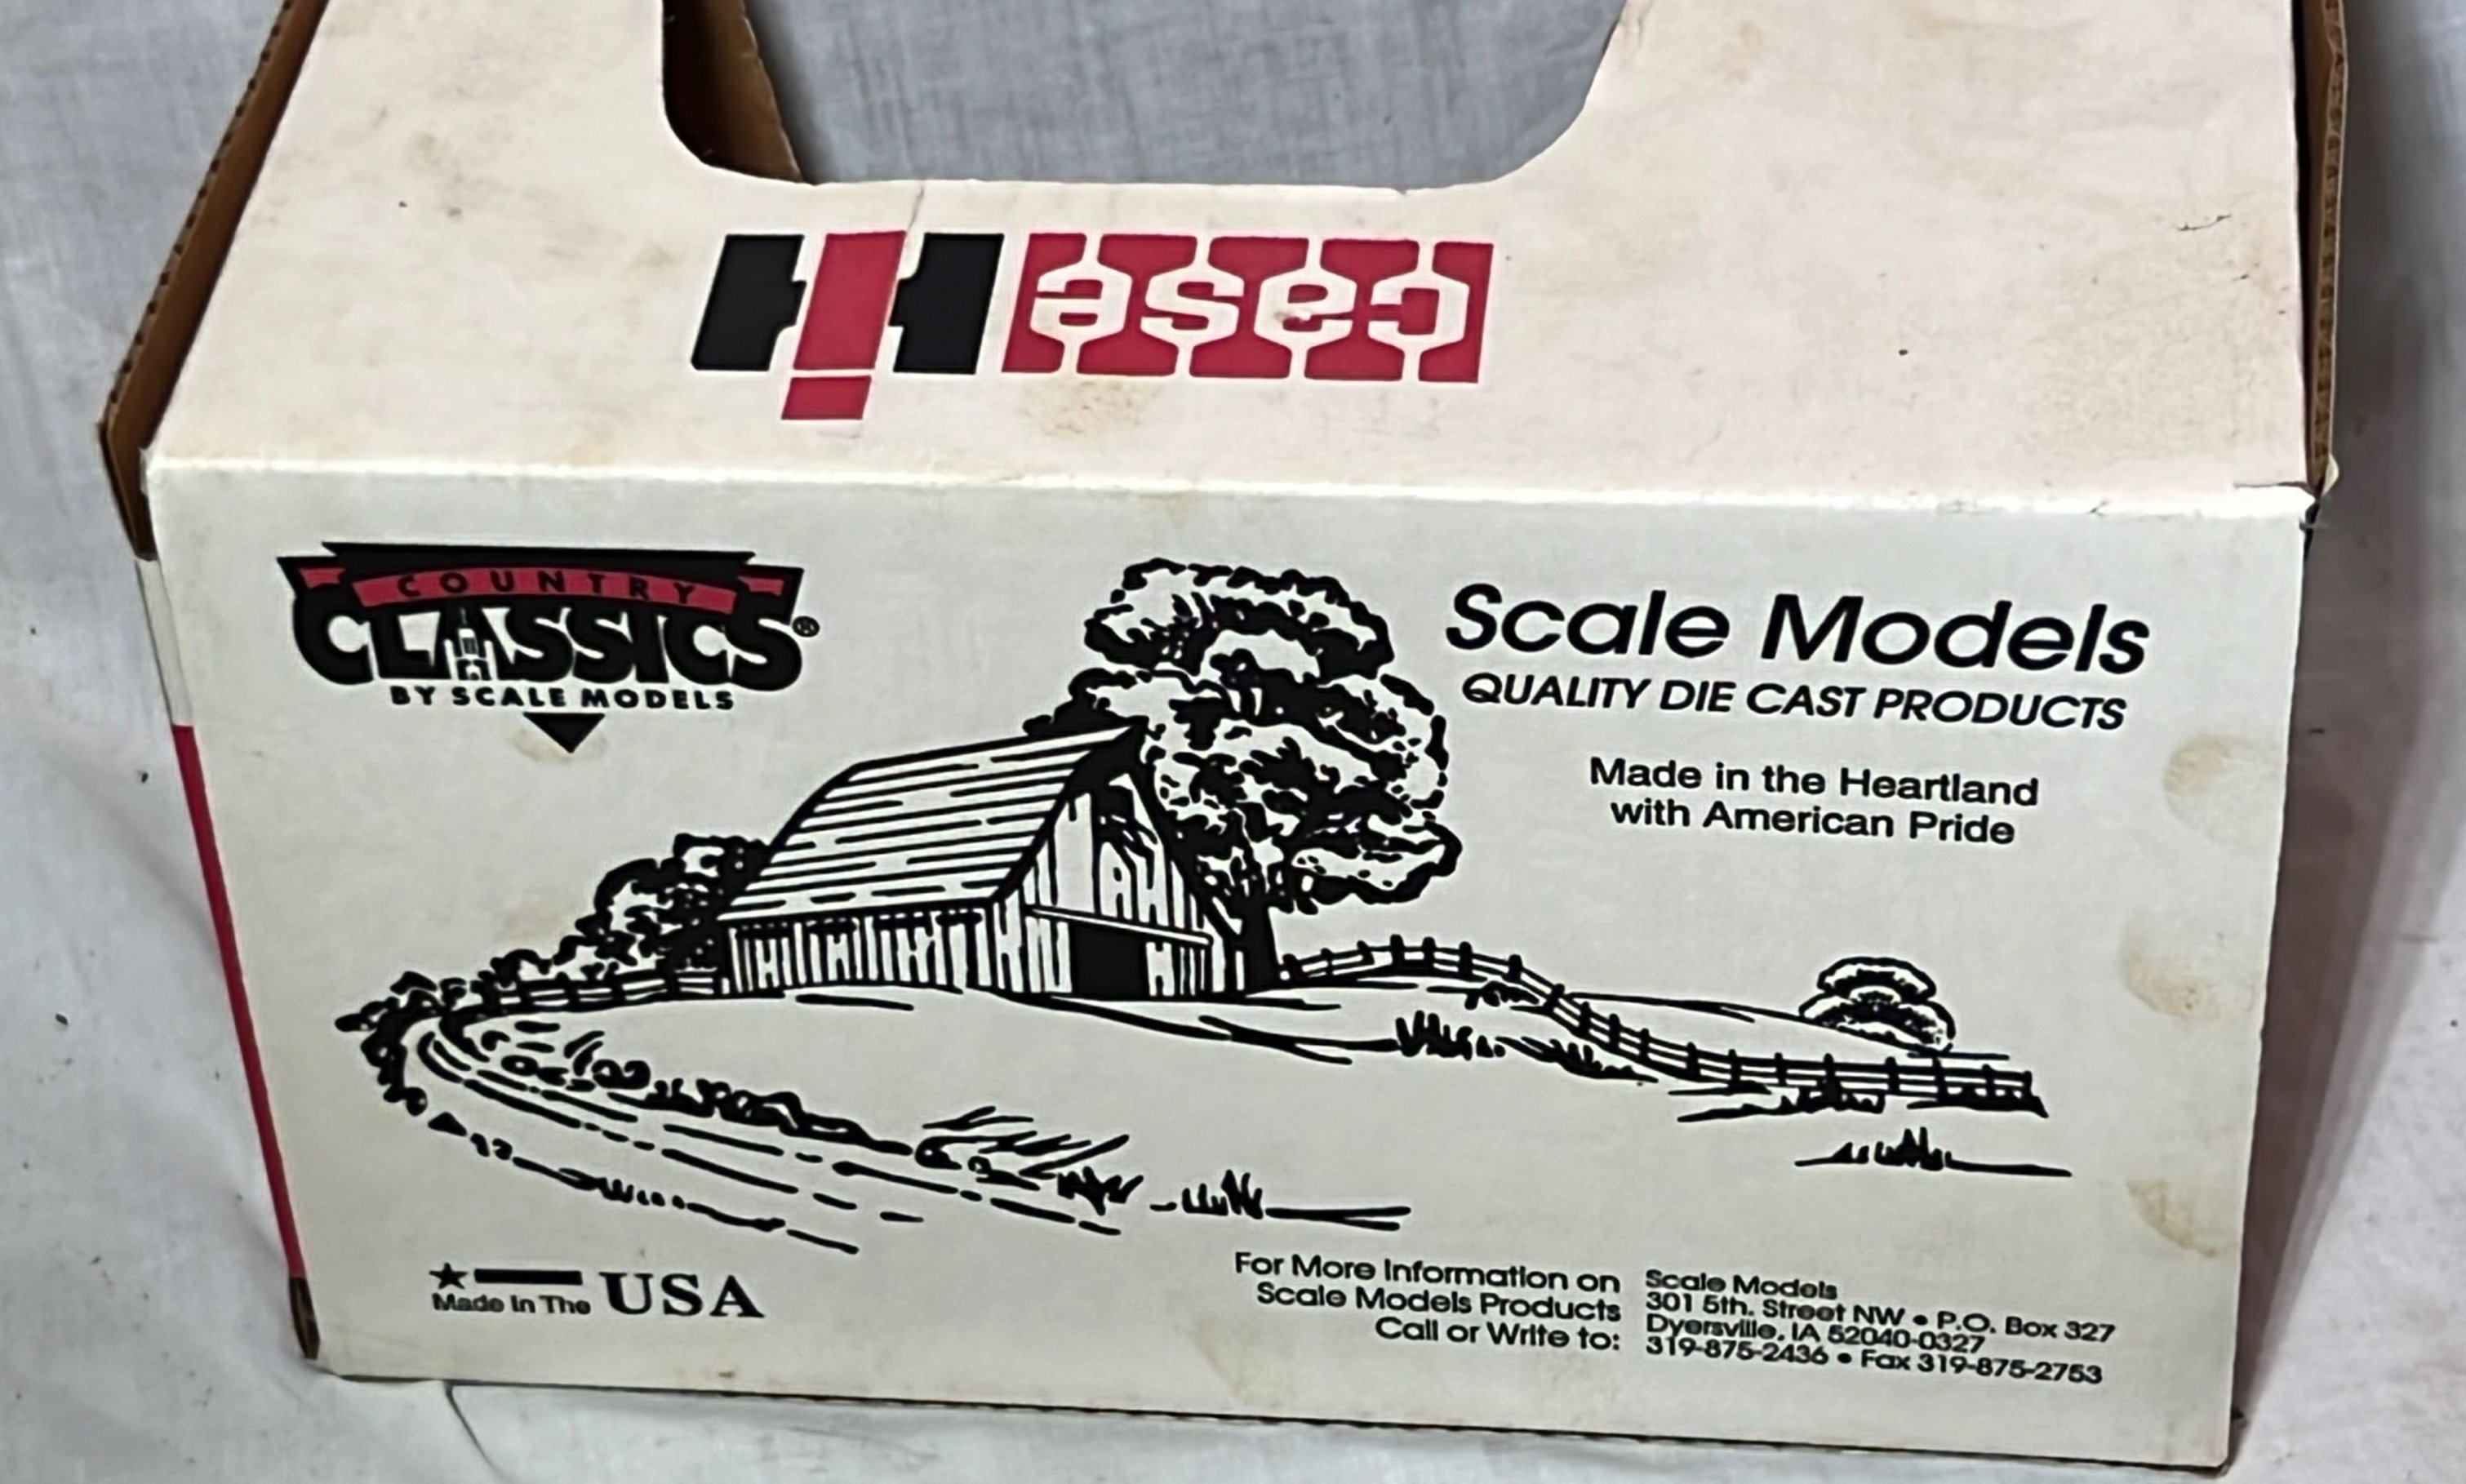 case IH
COUNTRY
CLASSICS®
BY SCALE MODELS
Scale Models
QUALITY DIE CAST PRODUCTS
Made in the Heartland
with American Pride
Made In The USA
For More Information on
Scale Models Products
Call or Write to:
Scale Models
301 5th. Street NW • P.O. Box 327
Dyersville, IA 52040-0327
319-875-2436 • Fax 319-875-2753